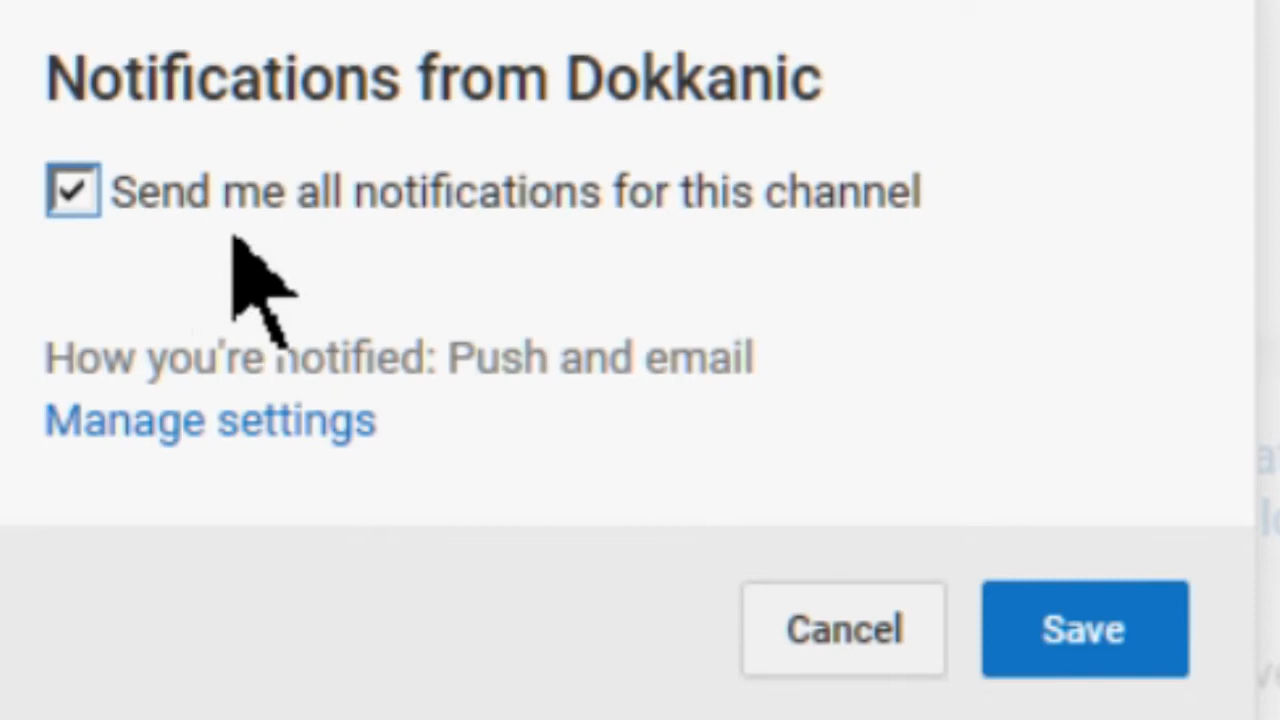 Notifications from Dokkanic
Send me all notifications for this channel
How you're notified: Push and email
Manage settings
Cancel
Save